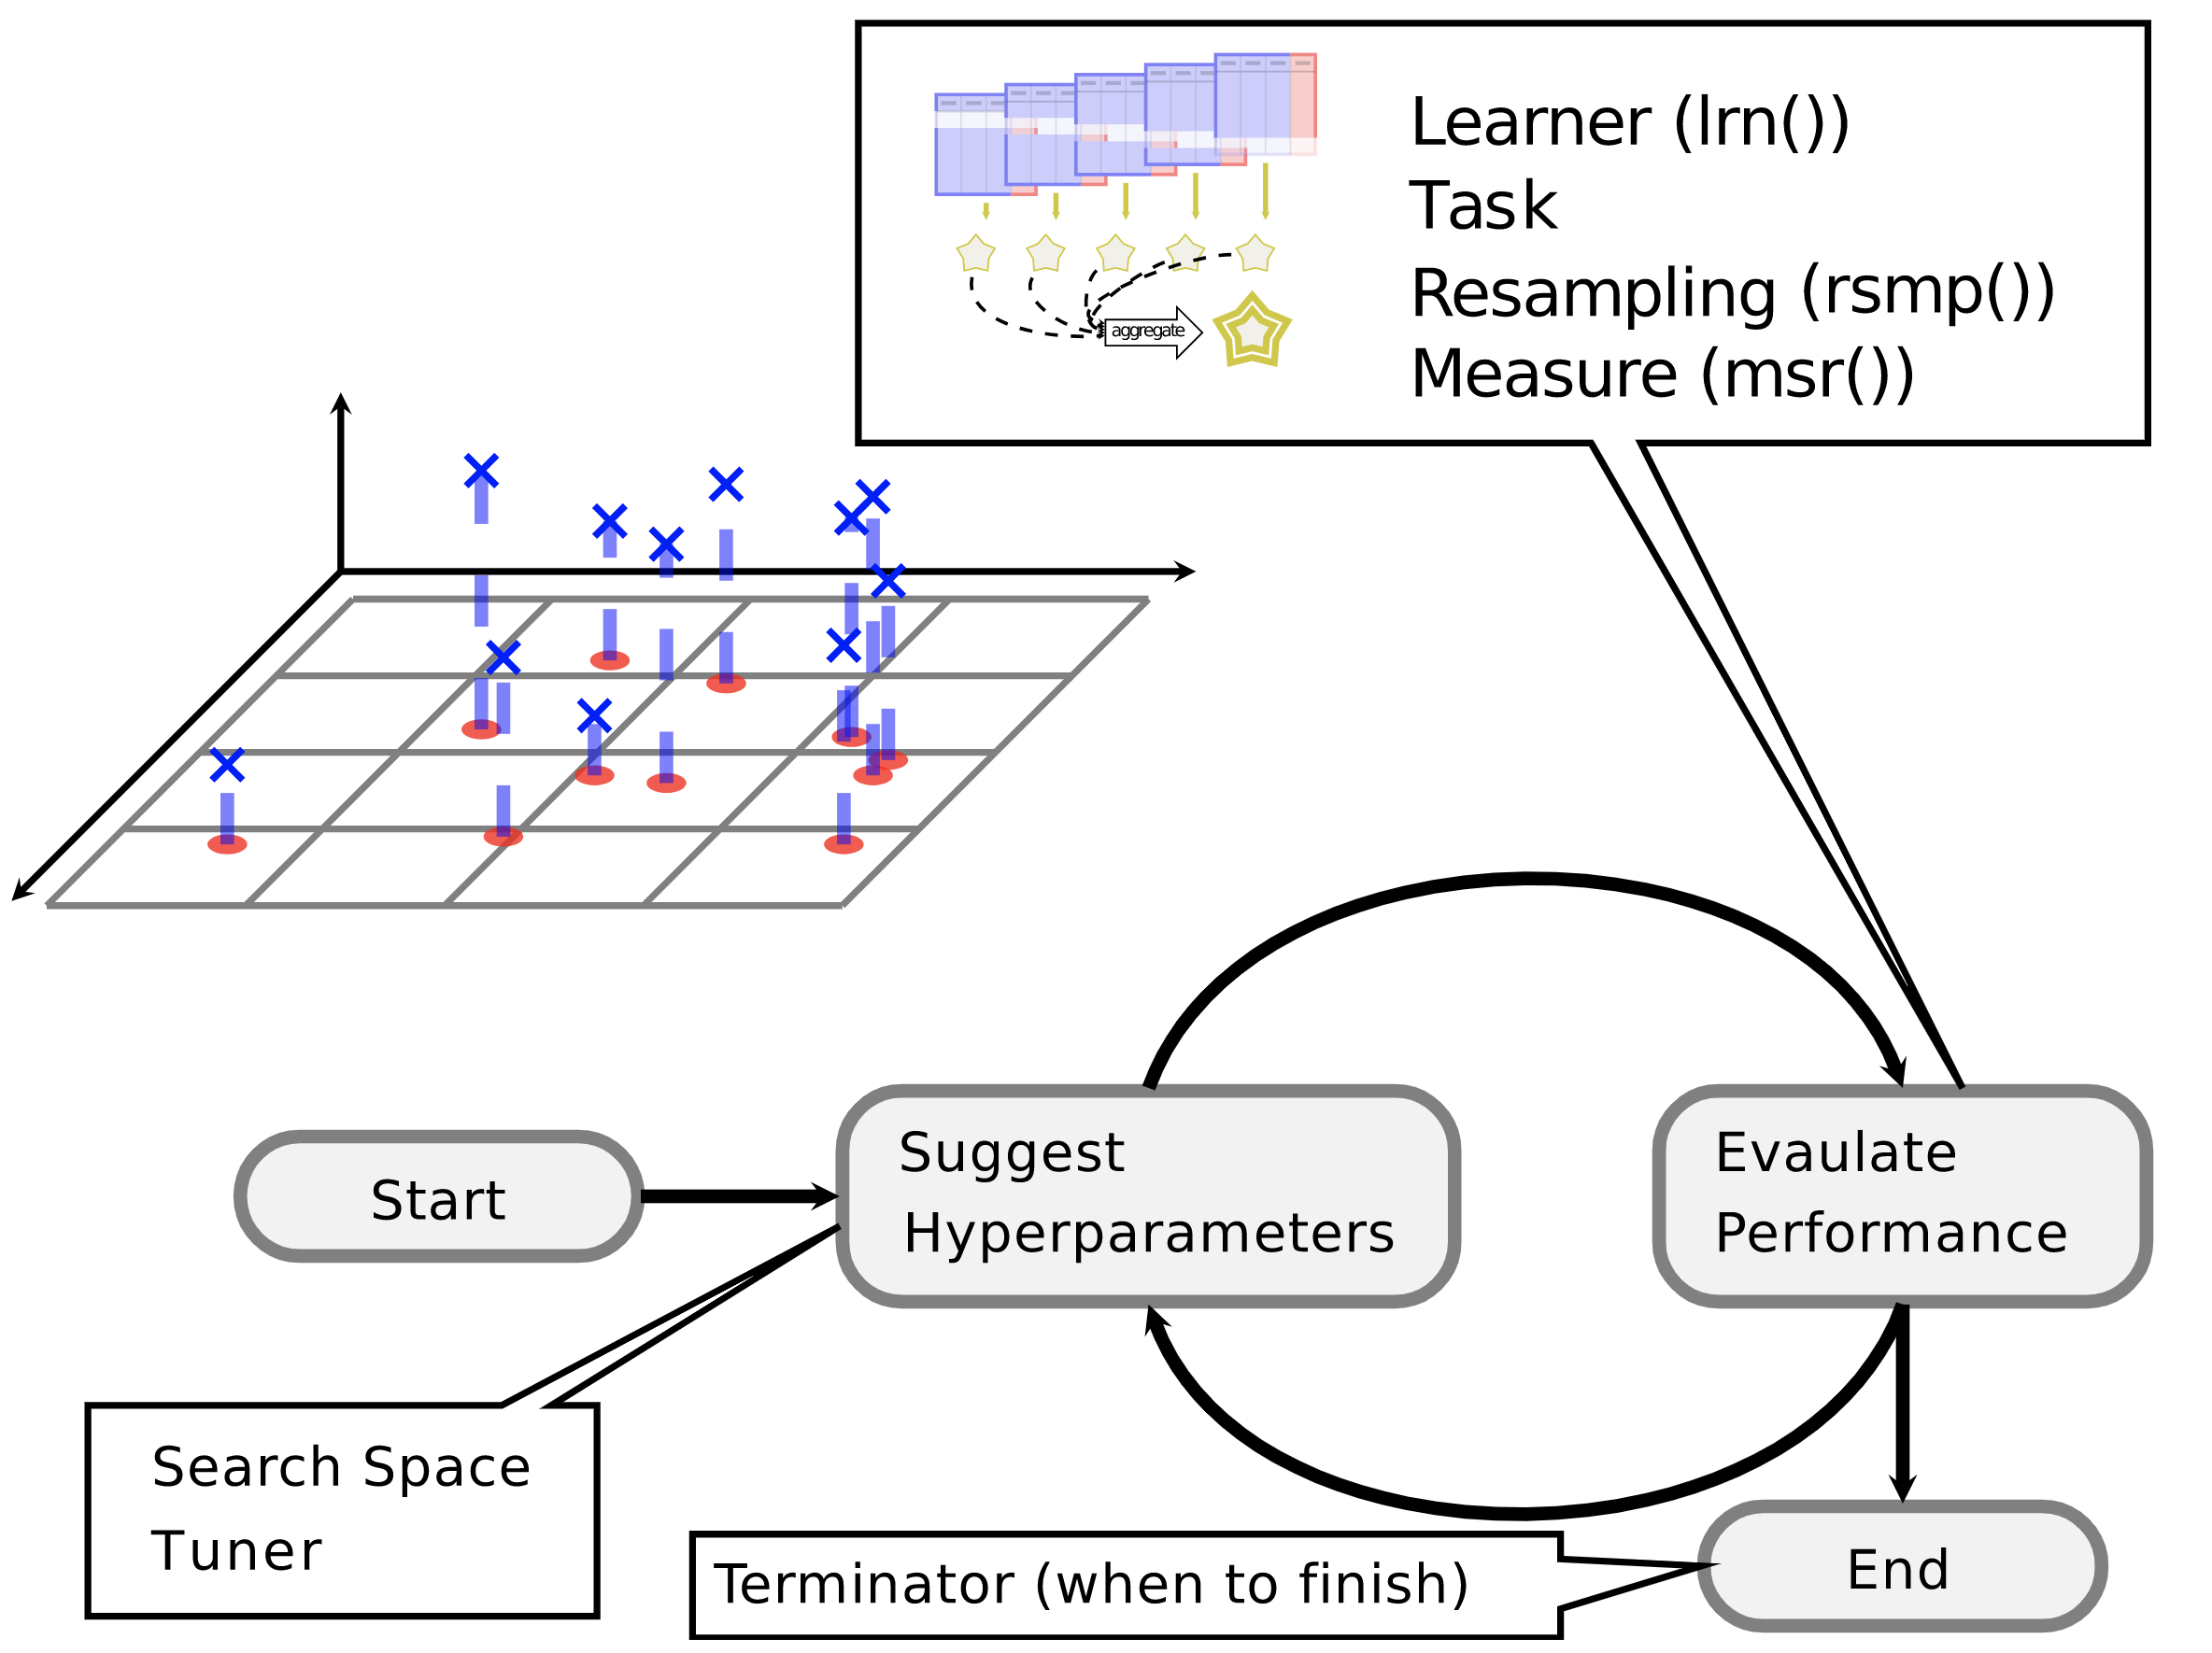 Learner (lrn())
Task
Resampling (rsmp())
Measure (msr())
aggregate
Start
Suggest
Hyperparameters
Evaulate
Performance
Search Space
Tuner
Terminator (when to finish)
End